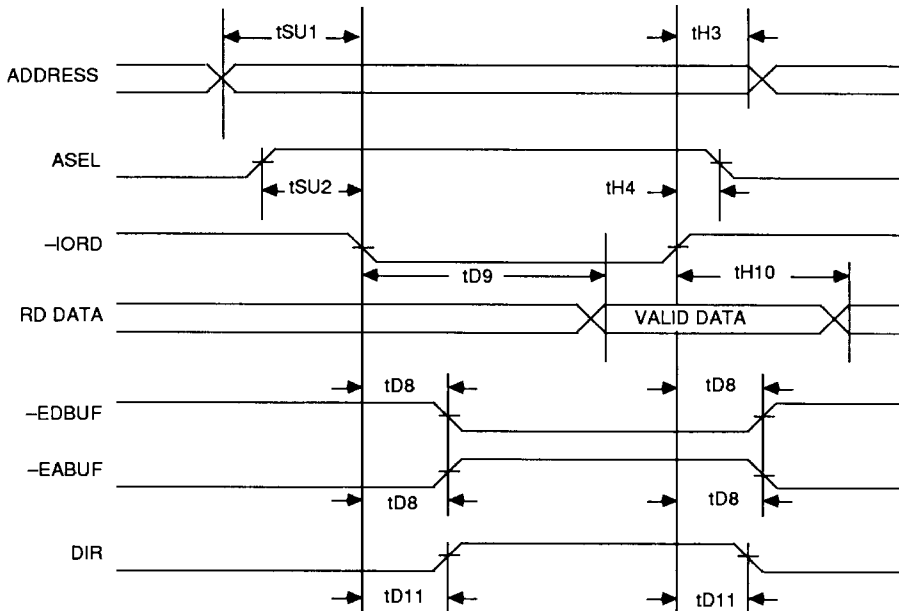 tSU1
tH3
ADDRESS
ASEL
tSU2
tH4
–IORD
tD9
tH10
RD DATA
VALID DATA
tD8
tD8
–EDBUF
–EABUF
tD8
tD8
DIR
tD11
tD11